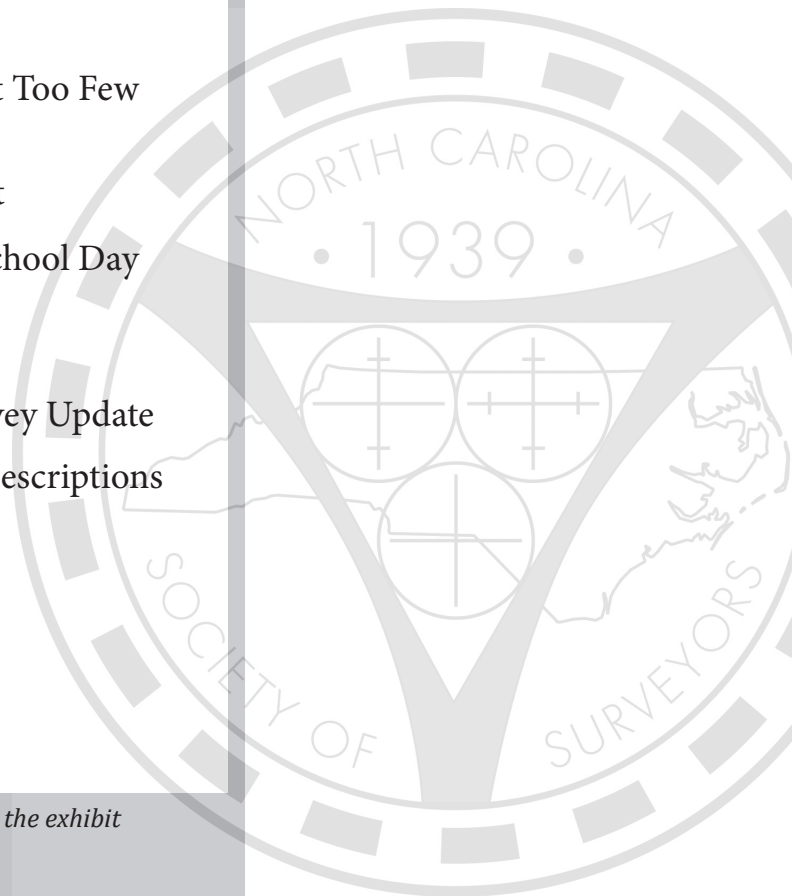 t Too Few
t
chool Day
vey Update
escriptions
the exhibit
NORTH CAROLINA
• 1939 •
SOCIETY OF SURVEYORS